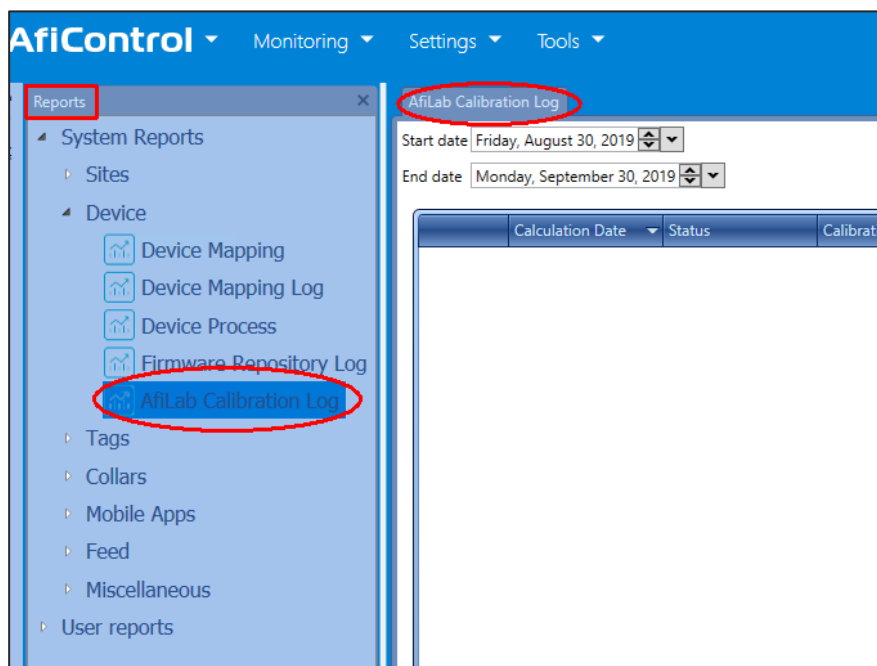 AfiControl Monitoring Settings Tools
Reports
System Reports
Sites
Device
Device Mapping
Device Mapping Log
Device Process
Firmware Repository Log
AfiLab Calibration Log
Tags
Collars
Mobile Apps
Feed
Miscellaneous
User reports
AfiLab Calibration Log
Start date Friday, August 30, 2019
End date Monday, September 30, 2019
Calculation Date Status Calibrat